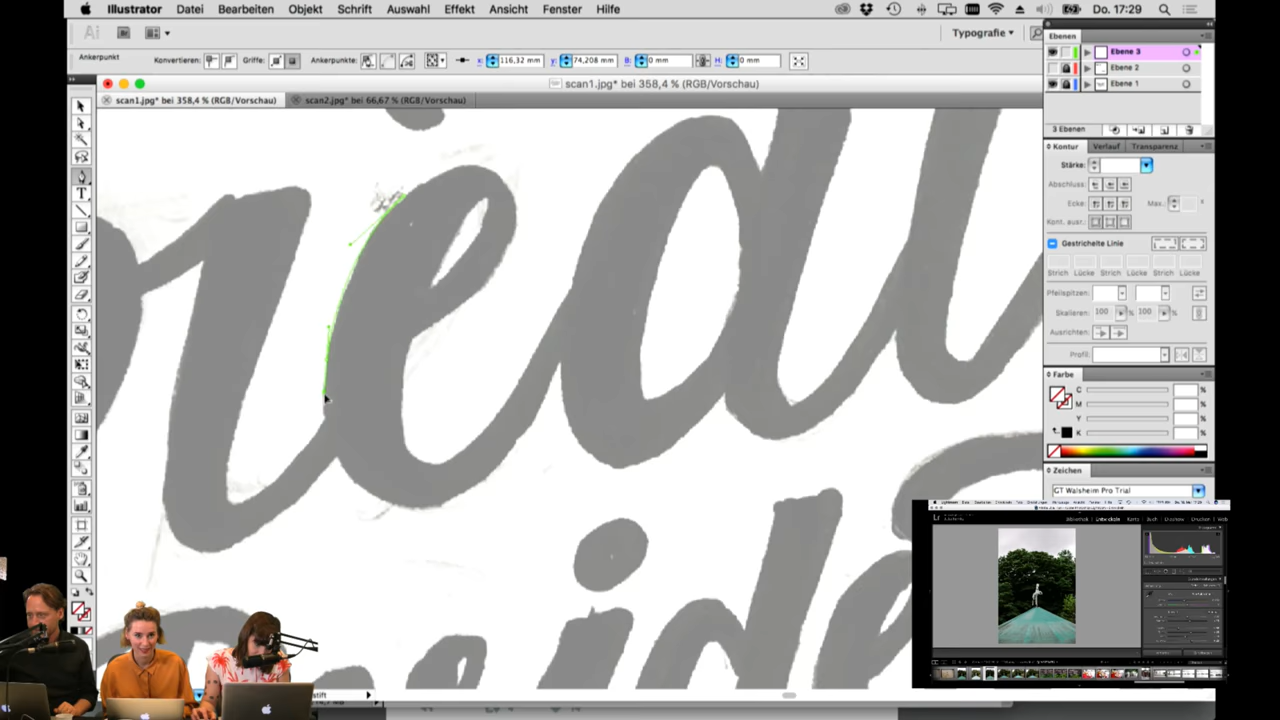 Illustrator Datei Bearbeiten Objekt Schrift Auswahl Effekt Ansicht Fenster Hilfe Do. 17:29
Ai Typografie
Ankerpunkt Konvertieren: Griffe: Ankerpunkte: x: 116,32 mm y: 74,208 mm B: 0 mm H: 0 mm
scan1.jpg* bei 358,4 % (RGB/Vorschau)
scan1.jpg* bei 358,4 % (RGB/Vorschau) scan2.jpg* bei 66,67 % (RGB/Vorschau)
Ebenen
Ebene 3
Ebene 2
Ebene 1
3 Ebenen
Kontur Verlauf Transparenz
Stärke:
Abschluss:
Ecke: Max.:
Kont. ausr.:
Gestrichelte Linie
Strich Lücke Strich Lücke Strich Lücke
Pfeilspitzen:
Skalieren: 100 100
Ausrichten:
Profil:
Farbe
C %
M %
Y %
K %
Zeichen
GT Walsheim Pro Trial